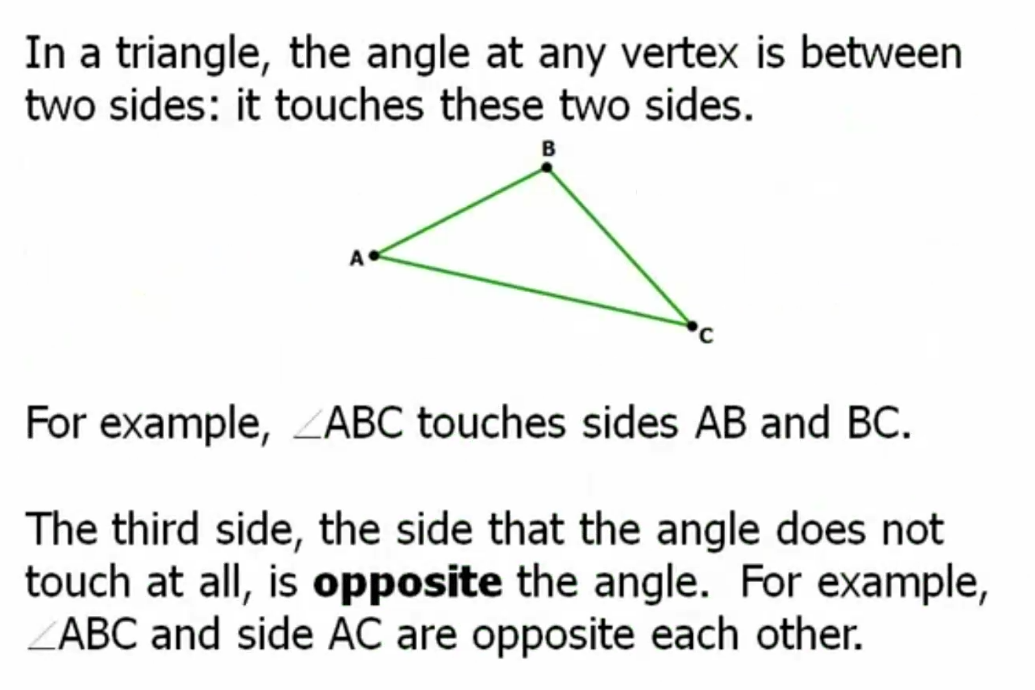 In a triangle, the angle at any vertex is between
two sides: it touches these two sides.
B
A
C
For example, ∠ABC touches sides AB and BC.
The third side, the side that the angle does not
touch at all, is opposite the angle. For example,
∠ABC and side AC are opposite each other.